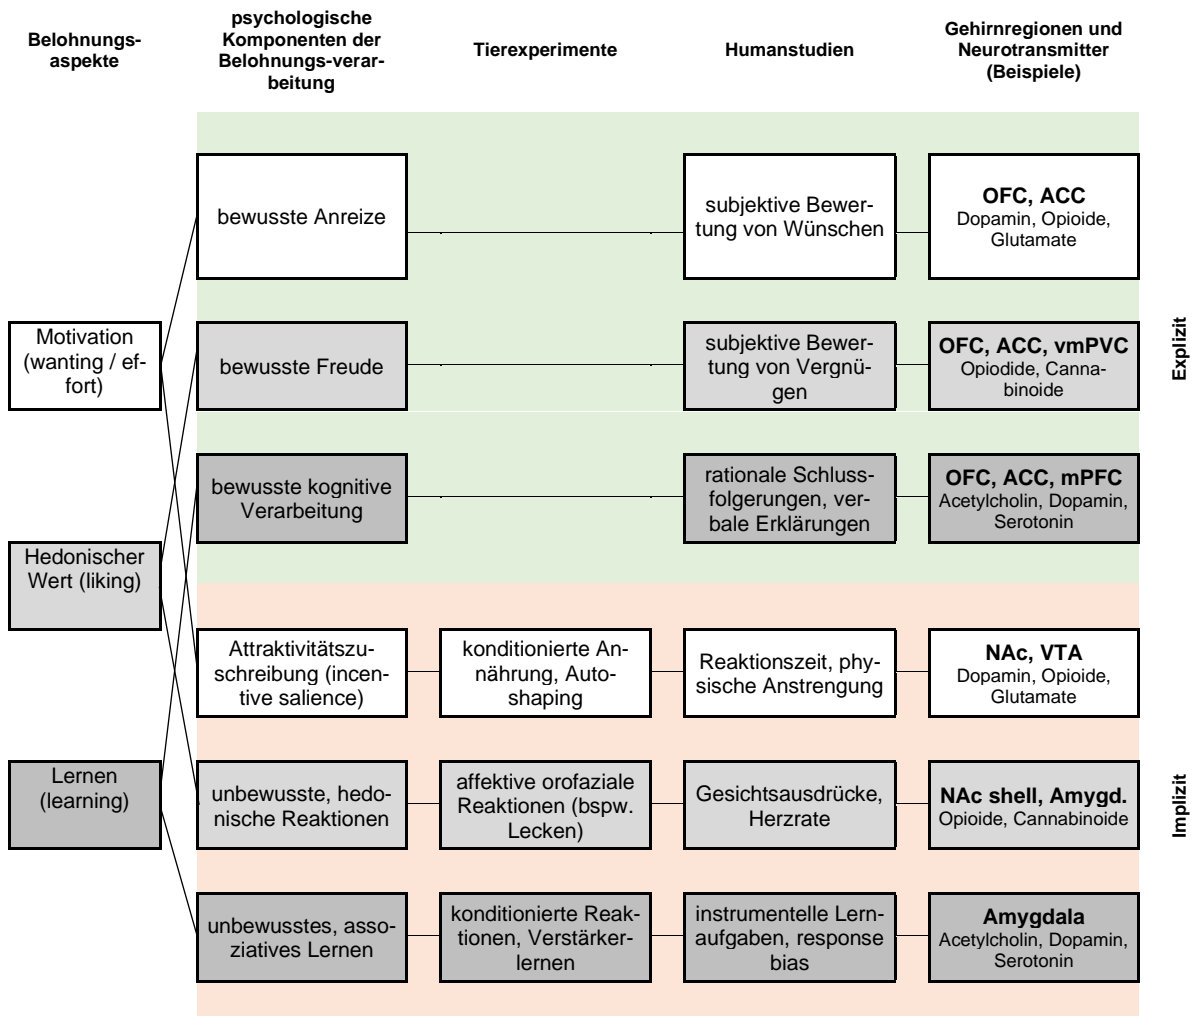 Belohnungs-
aspekte
psychologische
Komponenten der
Belohnungs-verar-
beitung
Tierexperimente
Humanstudien
Gehirnregionen und
Neurotransmitter
(Beispiele)
bewusste Anreize
subjektive Bewer-
tung von Wünschen
OFC, ACC
Dopamin, Opioide,
Glutamate
Motivation
(wanting / ef-
fort)
bewusste Freude
subjektive Bewer-
tung von Vergnü-
gen
OFC, ACC, vmPVC
Opiodide, Canna-
binoide
Explizit
bewusste kognitive
Verarbeitung
rationale Schluss-
folgerungen, ver-
bale Erklärungen
OFC, ACC, mPFC
Acetylcholin, Dopamin,
Serotonin
Hedonischer
Wert (liking)
Attraktivitätszu-
schreibung (incen-
tive salience)
konditionierte An-
nährung, Auto-
shaping
Reaktionszeit, phy-
sische Anstrengung
NAc, VTA
Dopamin, Opioide,
Glutamate
Lernen
(learning)
unbewusste, hedo-
nische Reaktionen
affektive orofaziale
Reaktionen (bspw.
Lecken)
Gesichtsausdrücke,
Herzrate
NAc shell, Amygd.
Opioide, Cannabinoide
Implizit
unbewusstes, asso-
ziatives Lernen
konditionierte Reak-
tionen, Verstärker-
lernen
instrumentelle Lern-
aufgaben, response
bias
Amygdala
Acetylcholin, Dopamin,
Serotonin